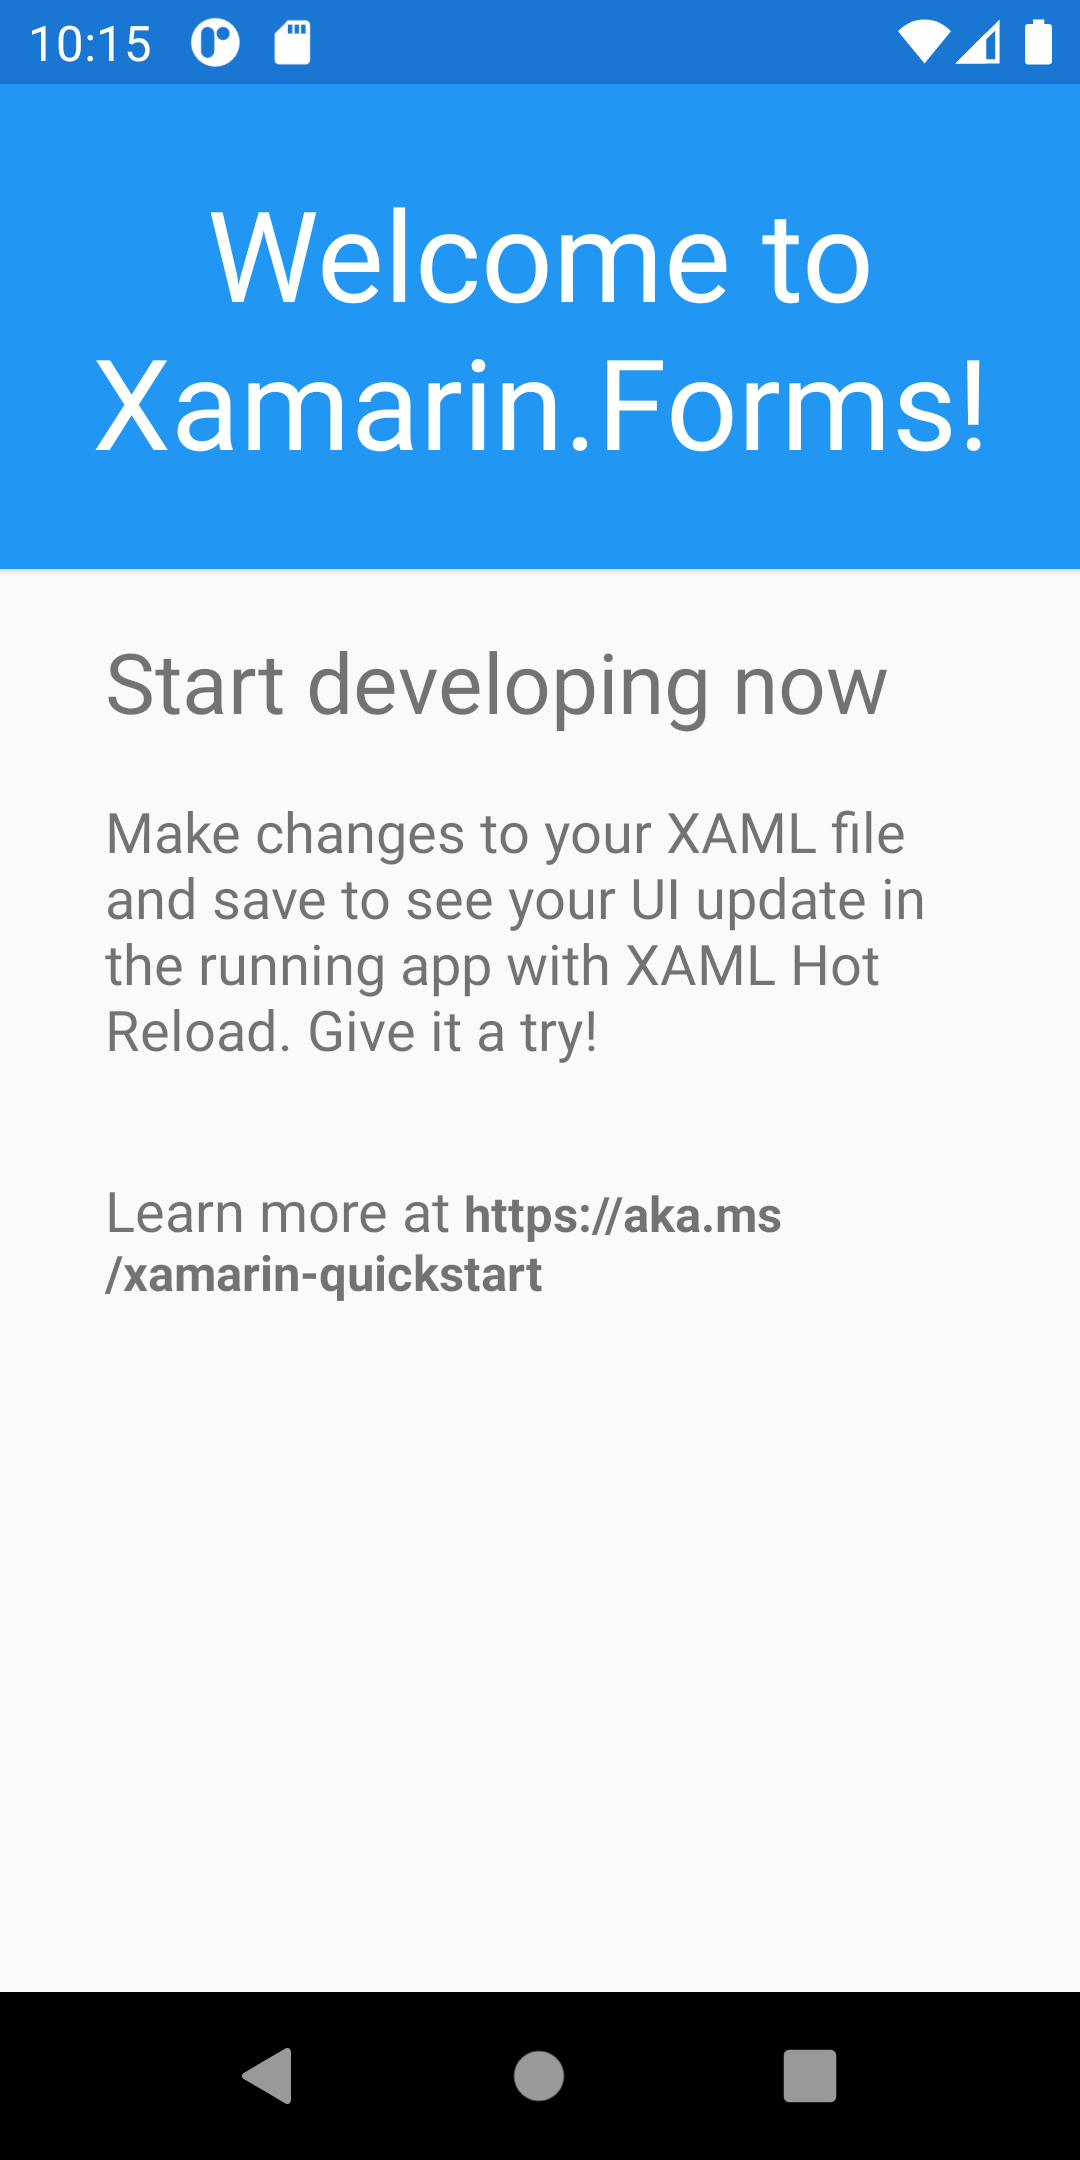 10:15
Welcome to
Xamarin.Forms!
Start developing now
Make changes to your XAML file
and save to see your UI update in
the running app with XAML Hot
Reload. Give it a try!
Learn more at https://aka.ms
/xamarin-quickstart